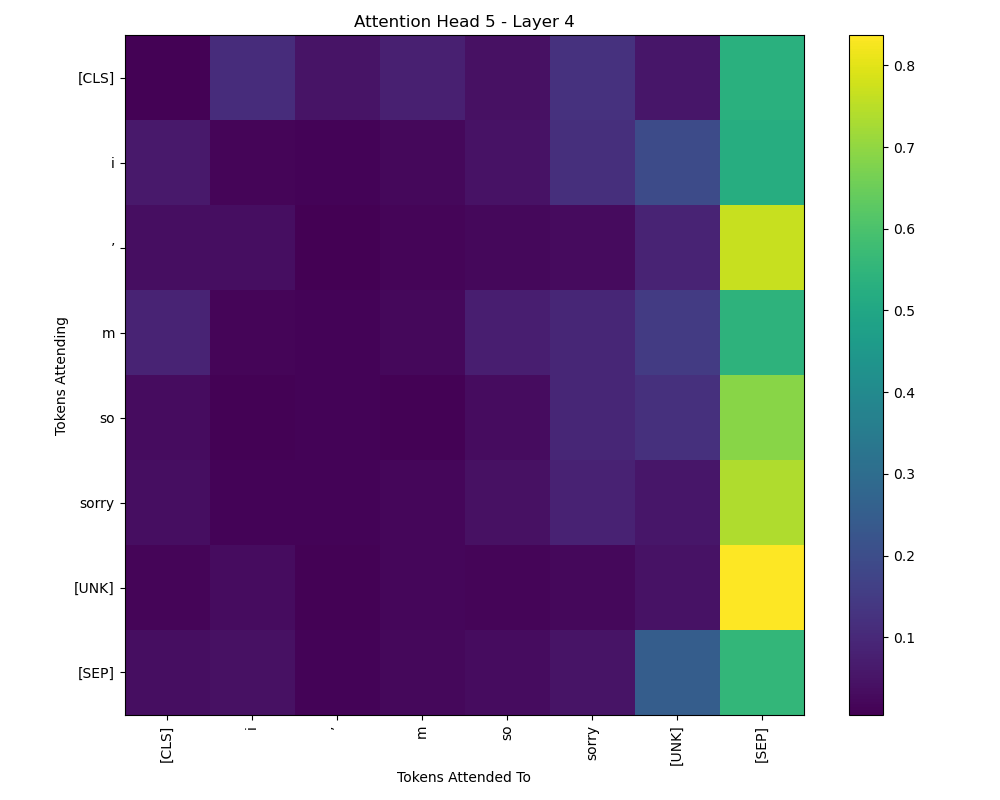 Attention Head 5 - Layer 4
Tokens Attending
[CLS]
i
’
m
so
sorry
[UNK]
[SEP]
[CLS]
i
’
m
so
sorry
[UNK]
[SEP]
Tokens Attended To
0.8
0.7
0.6
0.5
0.4
0.3
0.2
0.1